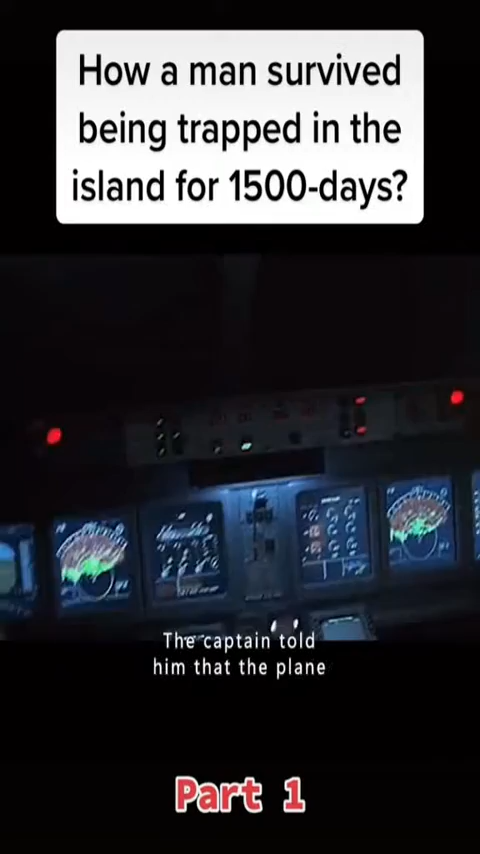 How a man survived
being trapped in the
island for 1500-days?
The captain told
him that the plane
Part 1